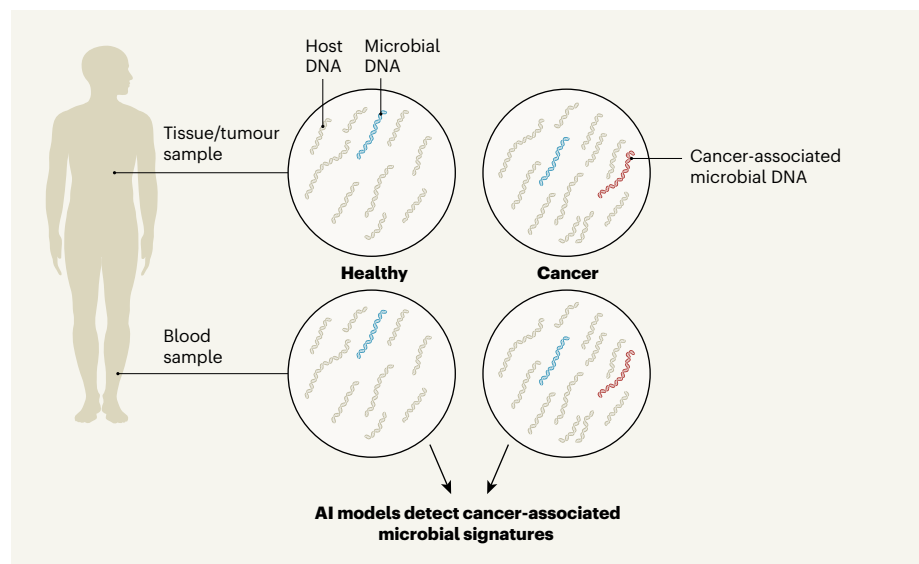 Host
DNA
Microbial
DNA
Tissue/tumour
sample
Cancer-associated
microbial DNA
Healthy
Cancer
Blood
sample
AI models detect cancer-associated
microbial signatures